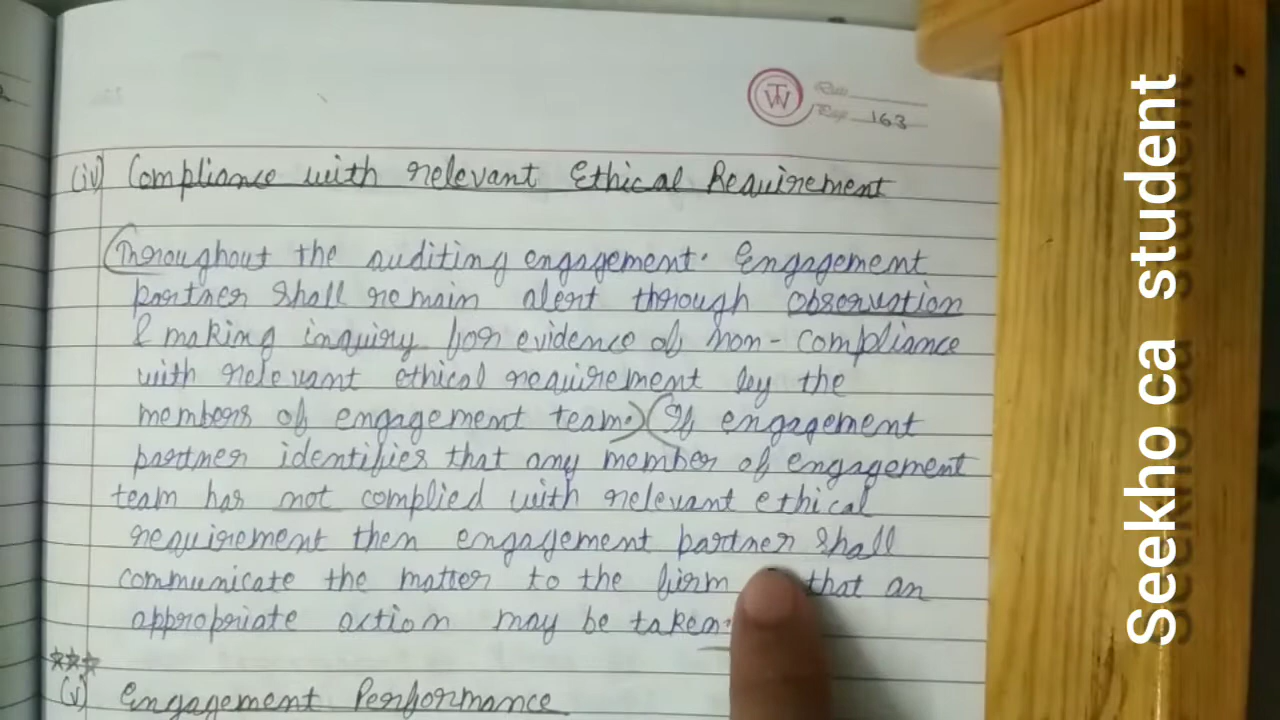 Date
Page 163
(iv) Compliance with relevant Ethical Requirement
Throughout the auditing engagement. Engagement
partner shall remain alert through observation
& making inquiry for evidence of non-compliance
with relevant ethical requirement by the
members of engagement team.) (If engagement
partner identifies that any member of engagement
team has not complied with relevant ethical
requirement then engagement partner shall
communicate the matter to the firm that an
appropriate action may be taken.
(v) Engagement Performance
Seekho ca student